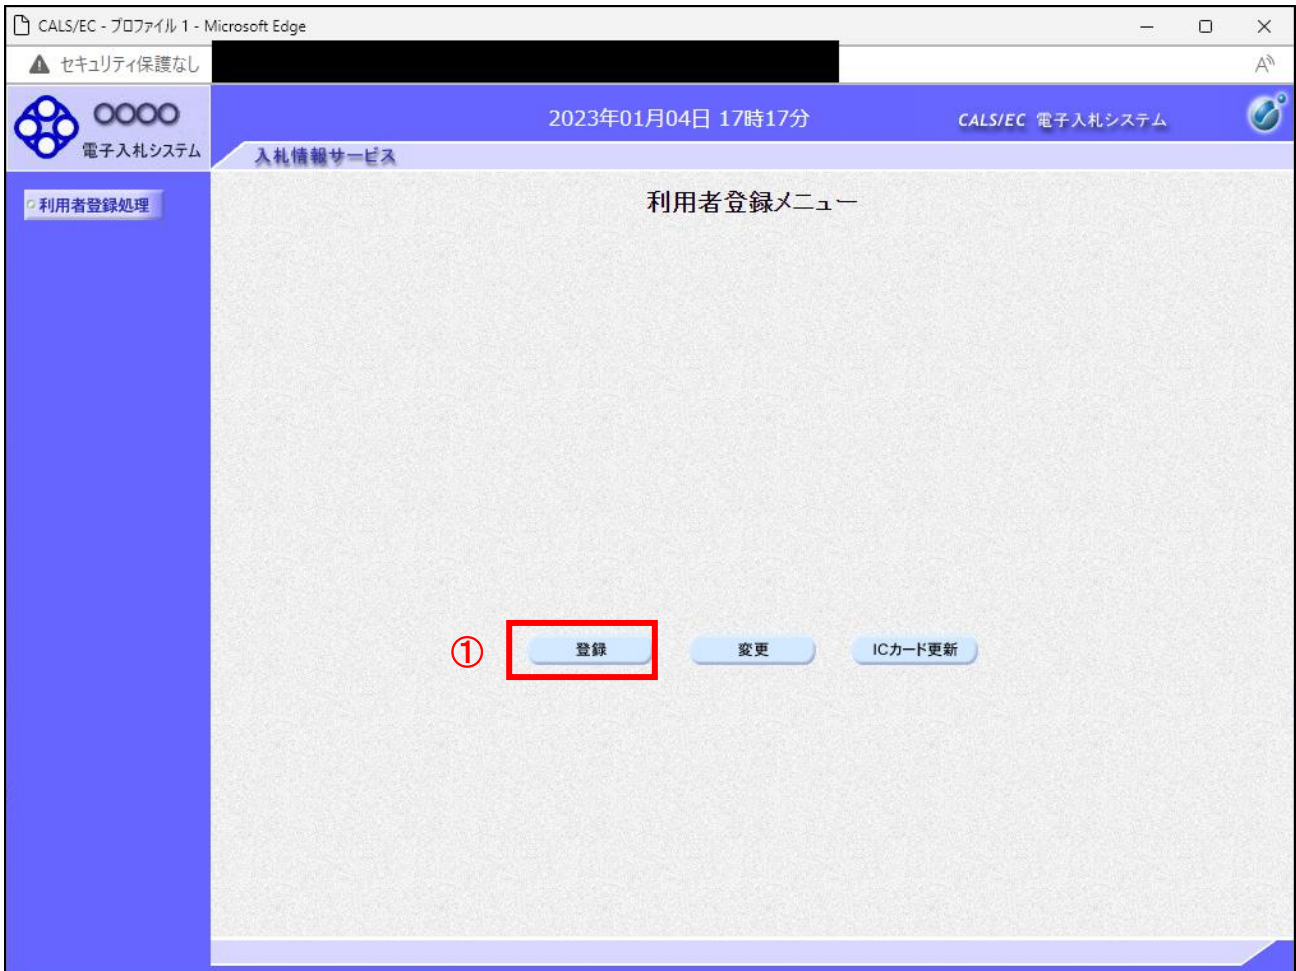 CALS/EC - プロファイル 1 - Microsoft Edge
セキュリティ保護なし
A
○○○○
電子入札システム
2023年01月04日 17時17分
CALS/EC 電子入札システム
入札情報サービス
利用者登録処理
利用者登録メニュー
① 登録 変更 ICカード更新